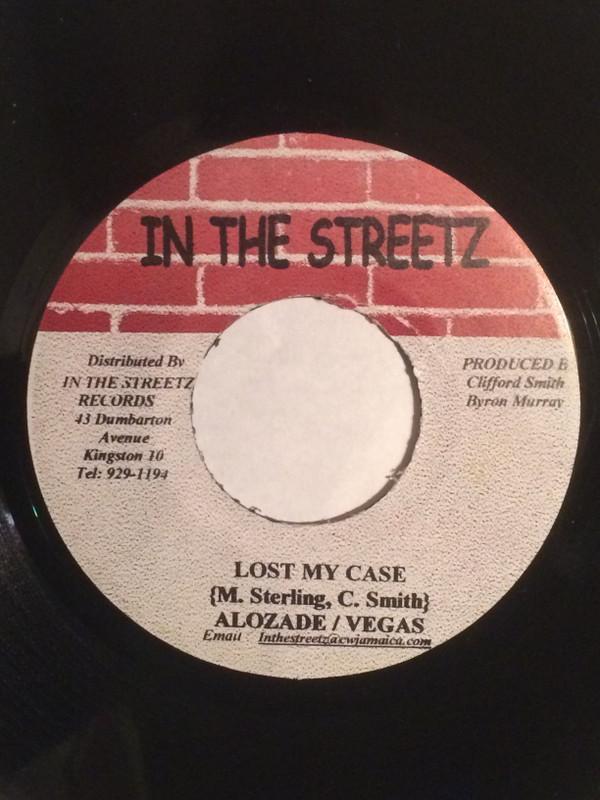 IN THE STREETZ
Distributed By
IN THE STREETZ
RECORDS
43 Dumbarton
Avenue
Kingston 10
Tel: 929-1194
PRODUCED B
Clifford Smith
Byron Murray
LOST MY CASE
{M. Sterling, C. Smith}
ALOZADE / VEGAS
Email Inthestreetz@cwjamaica.com